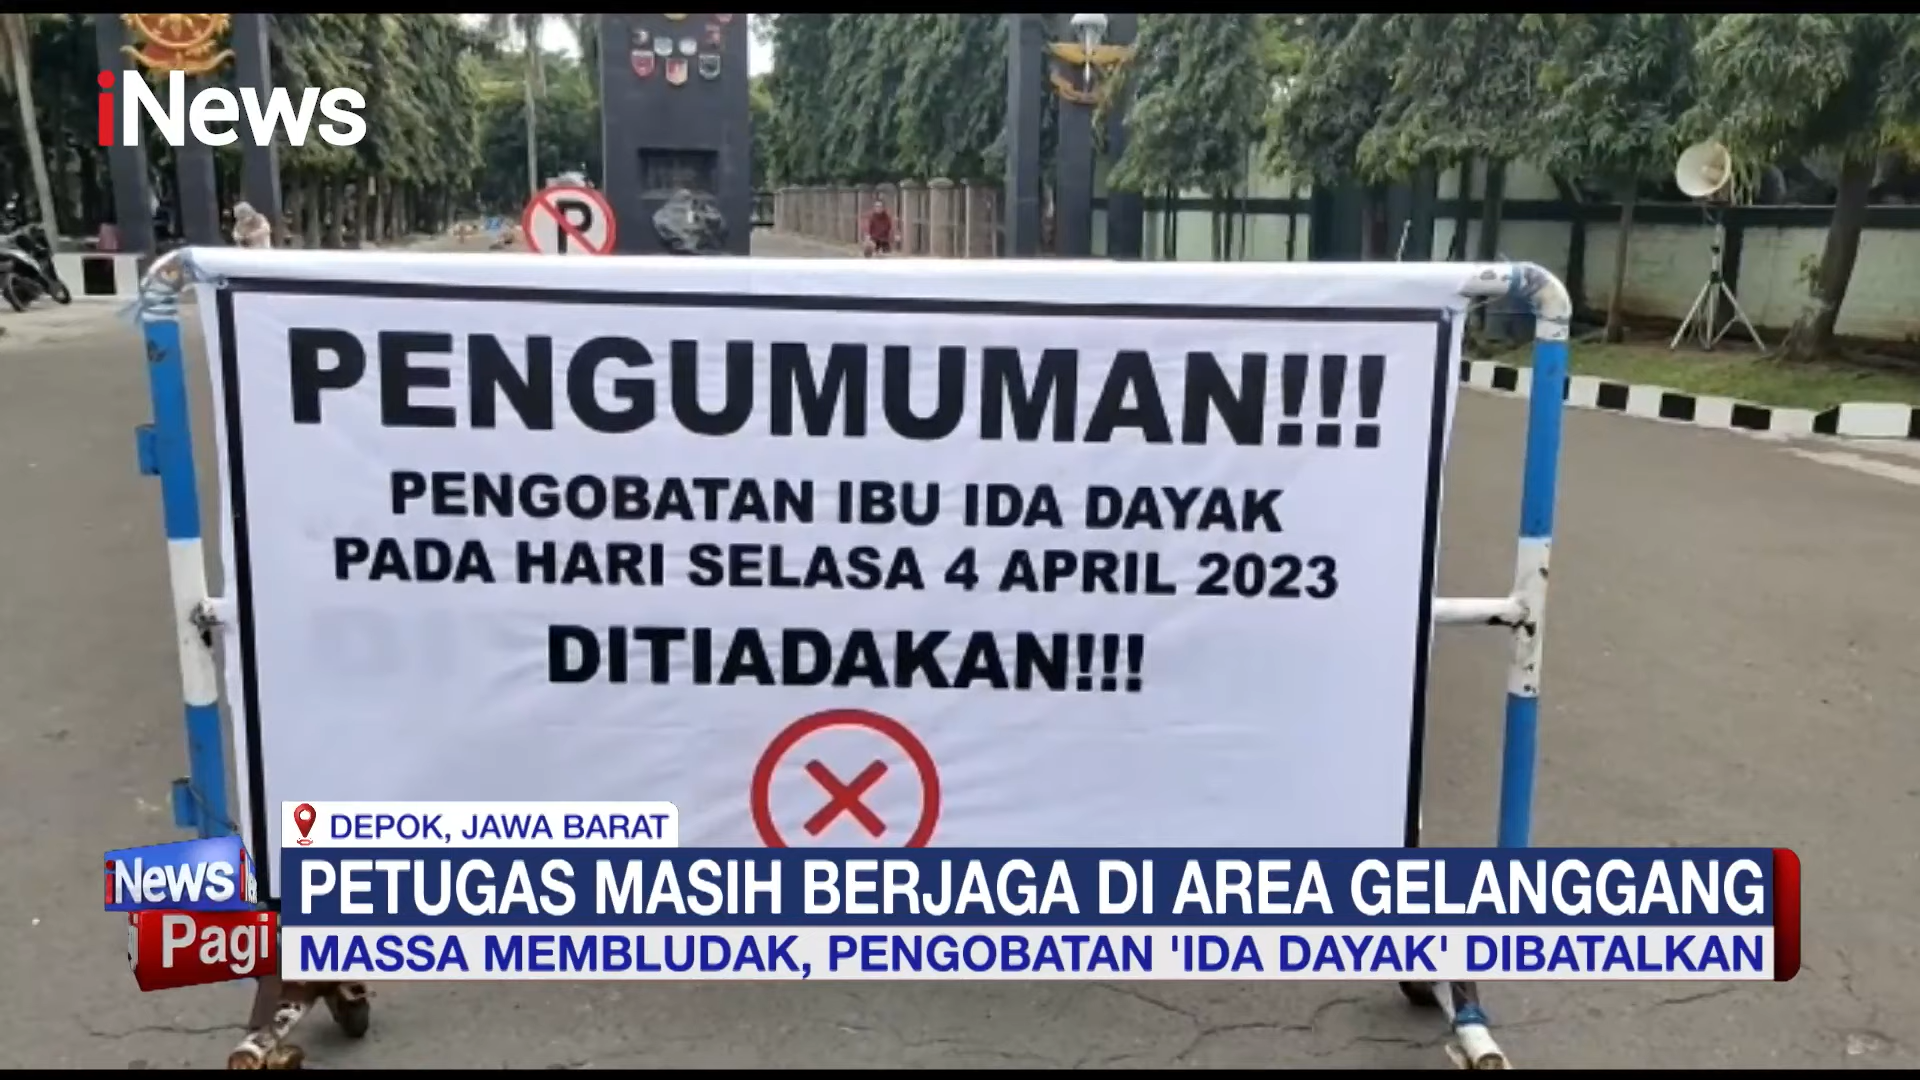 iNews
P
PENGUMUMAN!!!
PENGOBATAN IBU IDA DAYAK
PADA HARI SELASA 4 APRIL 2023
DITIADAKAN!!!
DEPOK, JAWA BARAT
iNews
Pagi
PETUGAS MASIH BERJAGA DI AREA GELANGGANG
MASSA MEMBLUDAK, PENGOBATAN 'IDA DAYAK' DIBATALKAN